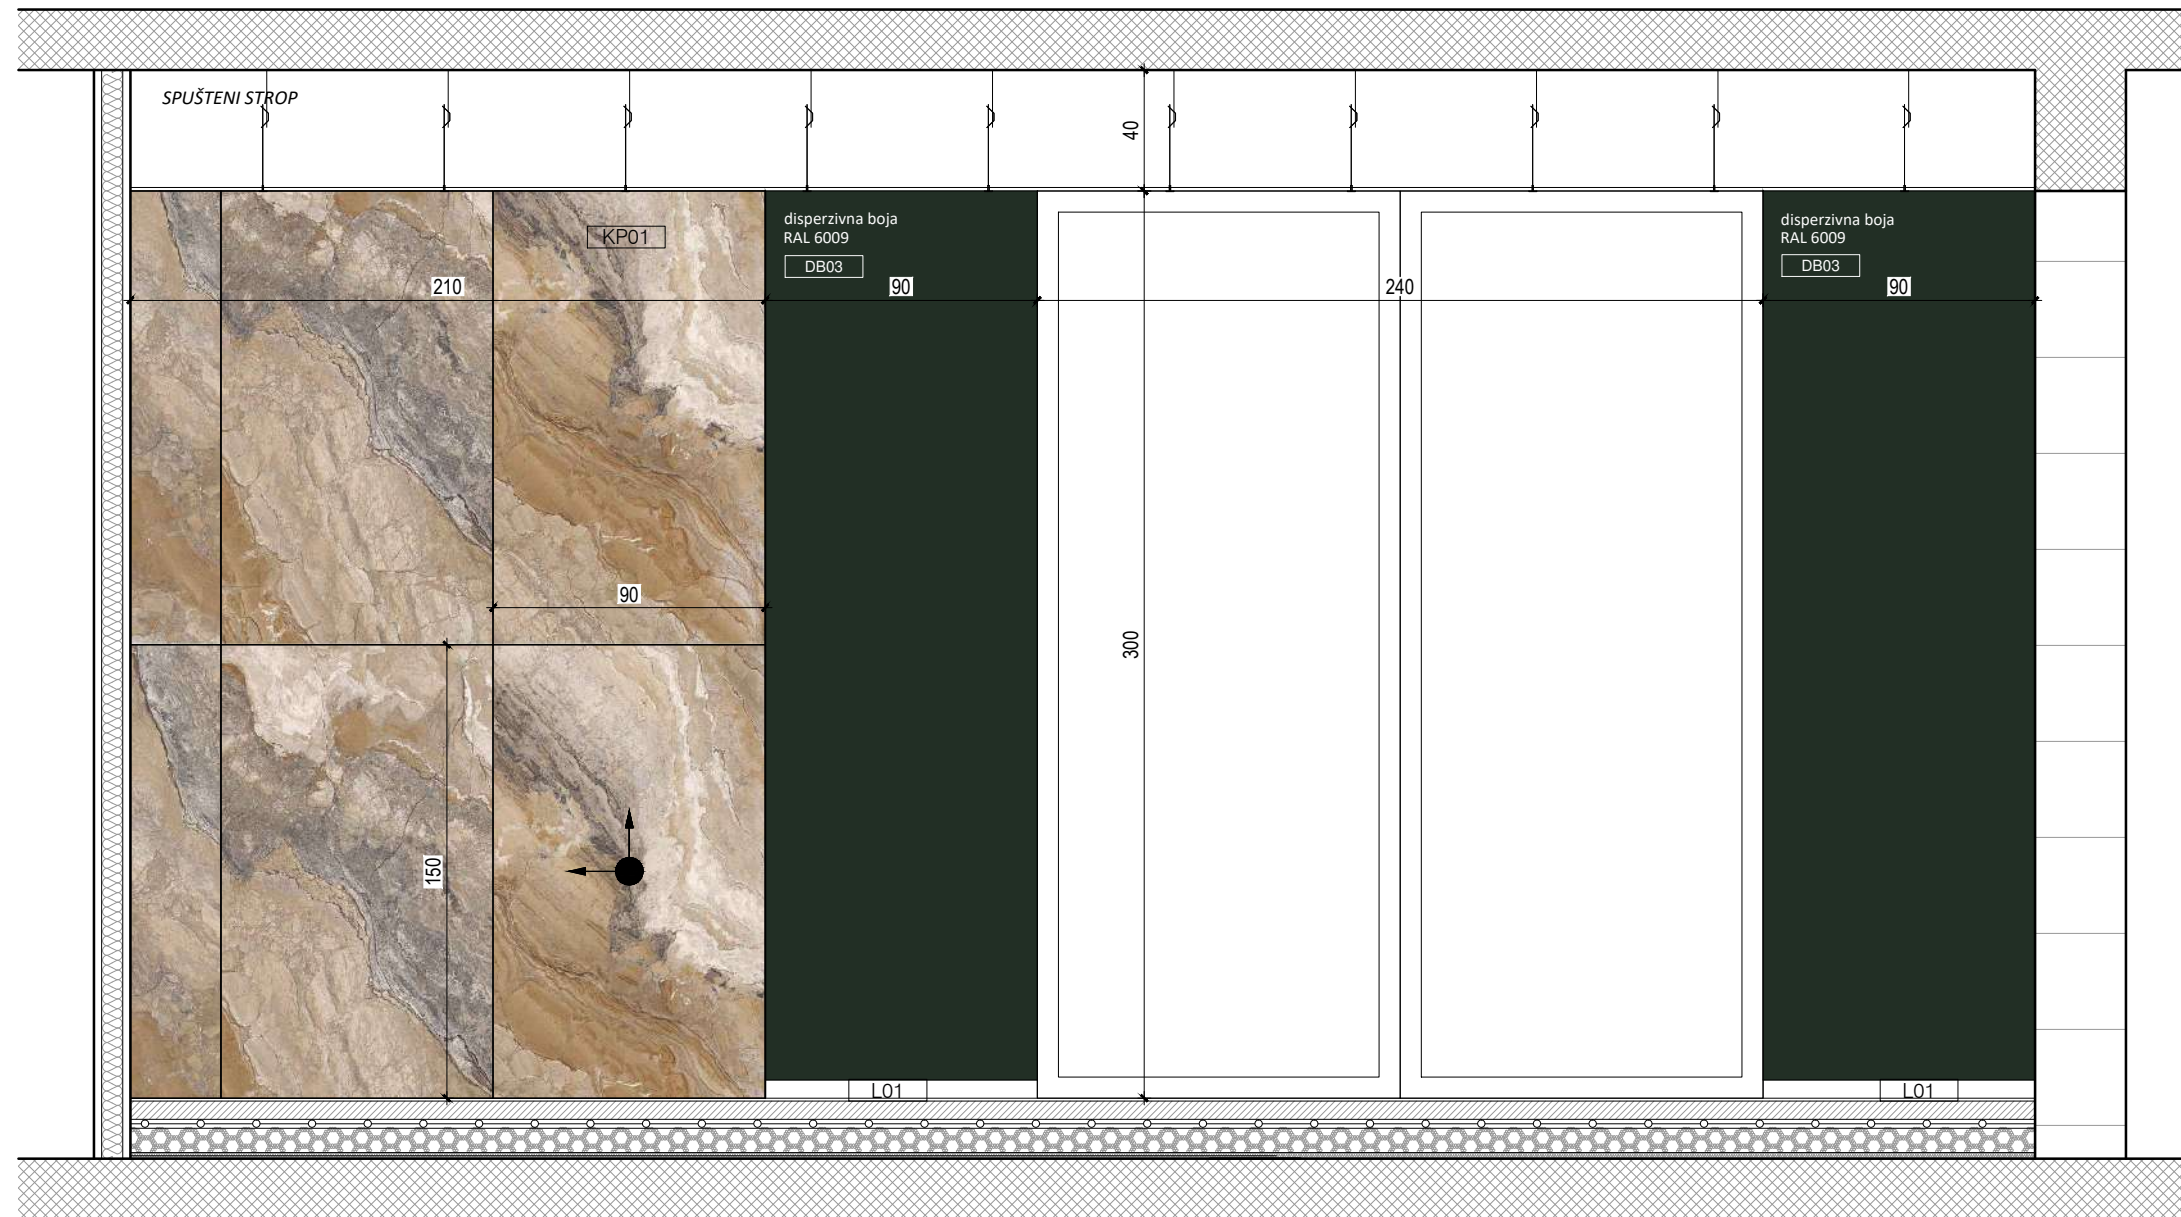 SPUŠTENI STROP
40
KP01
disperzivna boja
RAL 6009
DB03
disperzivna boja
RAL 6009
DB03
210
90
240
90
90
300
150
L01
L01